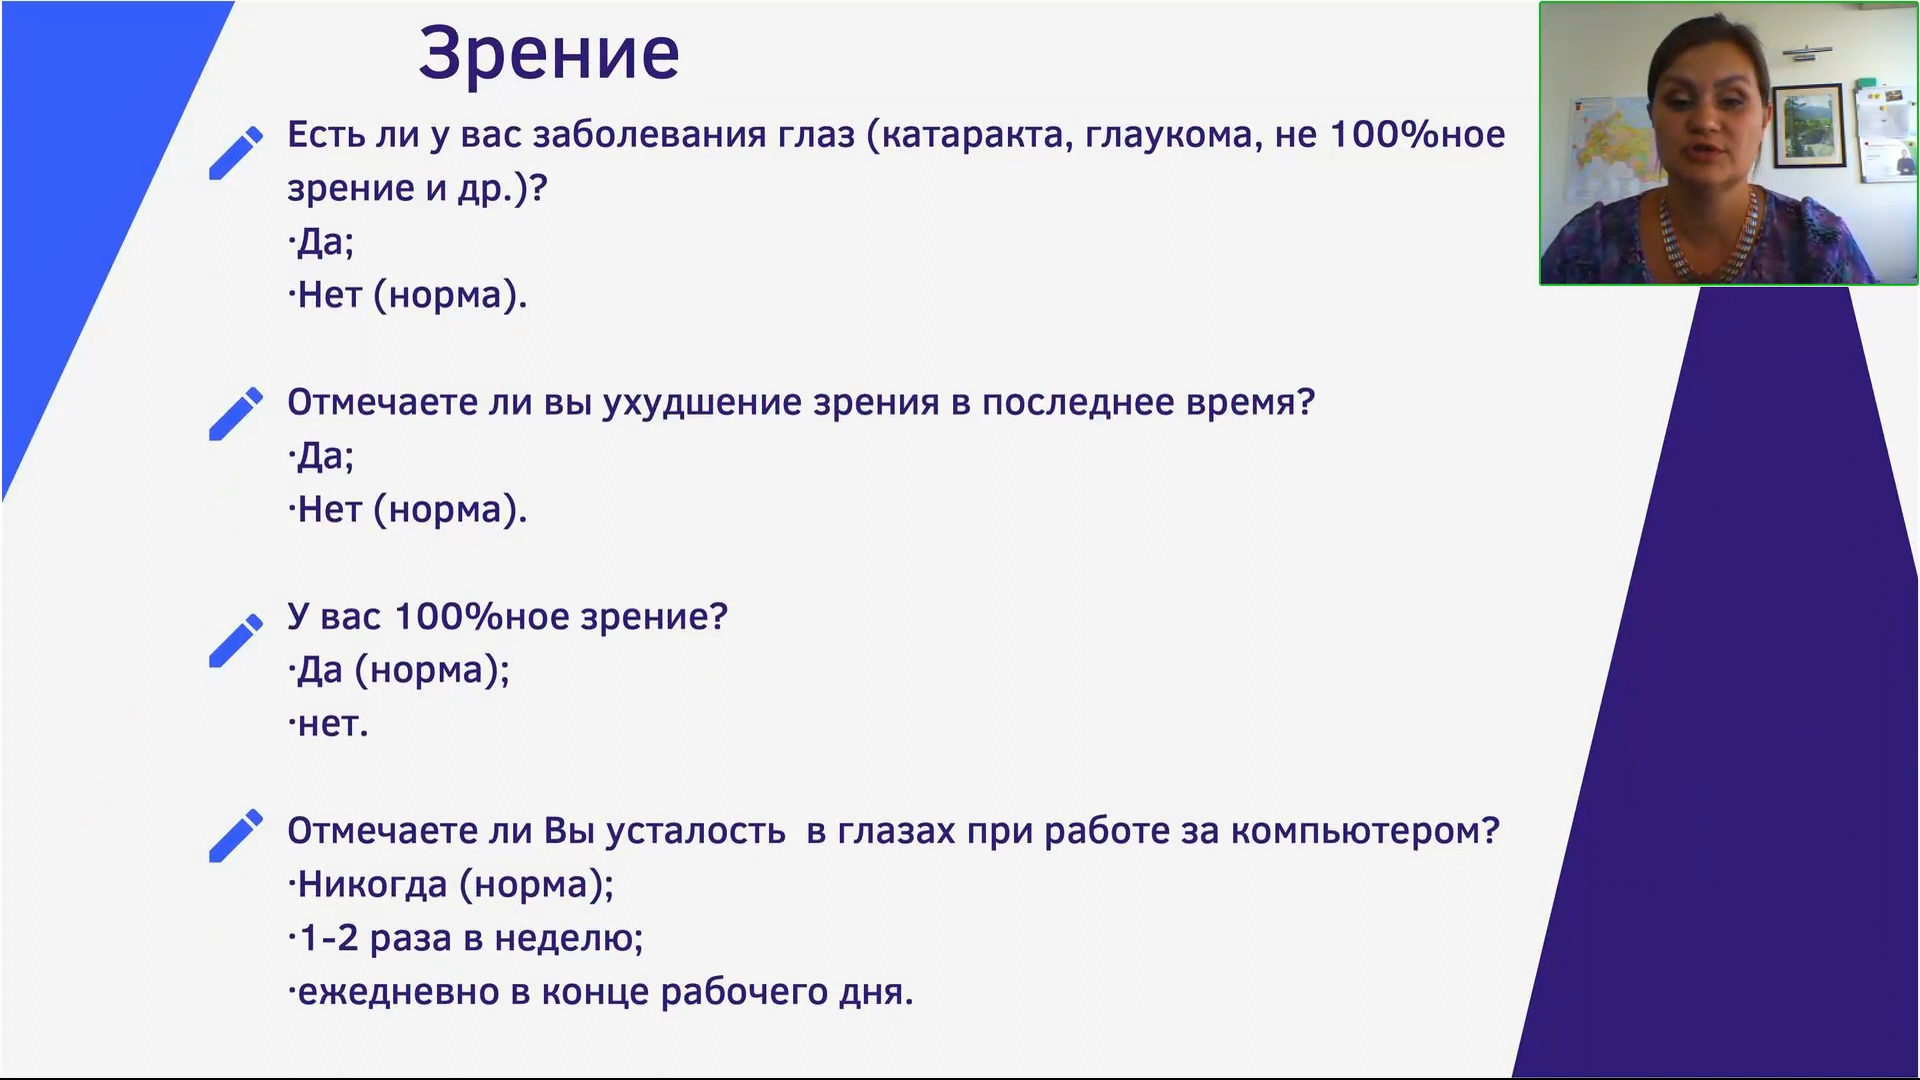 Зрение
Есть ли у вас заболевания глаз (катаракта, глаукома, не 100%ное
зрение и др.)?
·Да;
·Нет (норма).
Отмечаете ли вы ухудшение зрения в последнее время?
·Да;
·Нет (норма).
У вас 100%ное зрение?
·Да (норма);
·нет.
Отмечаете ли Вы усталость  в глазах при работе за компьютером?
·Никогда (норма);
·1-2 раза в неделю;
·ежедневно в конце рабочего дня.